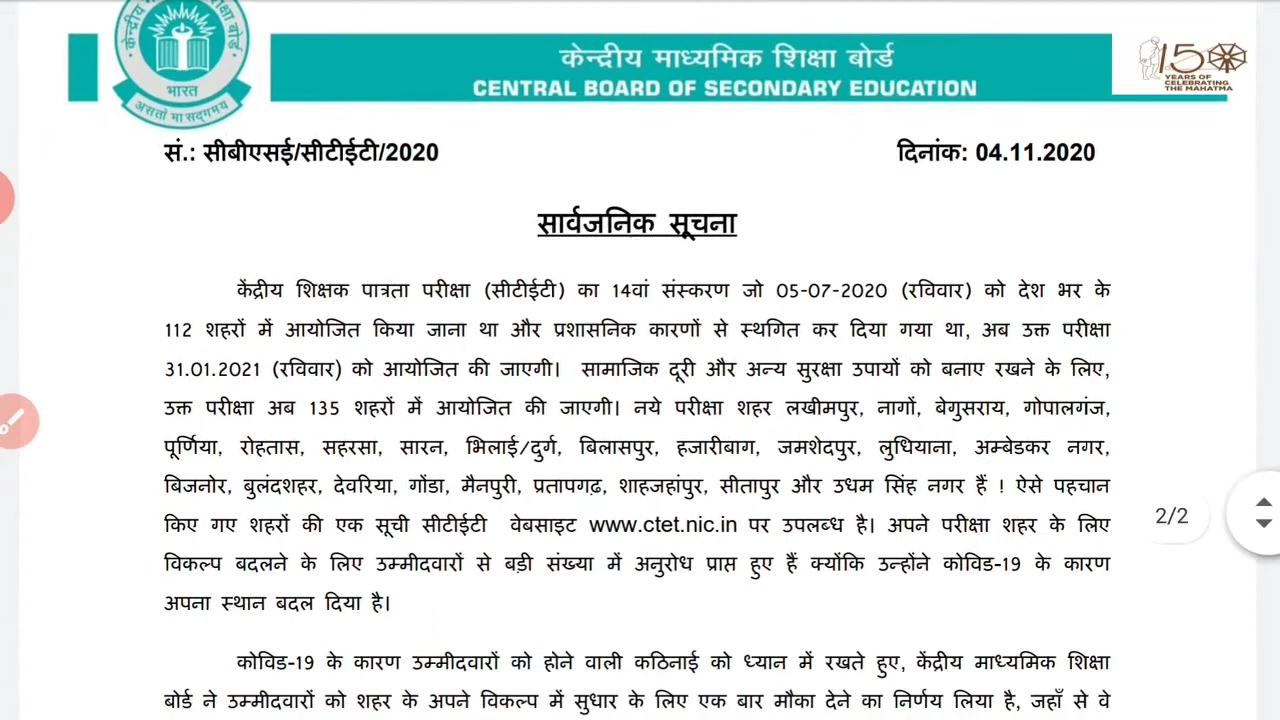 केन्द्रीय माध्यमिक शिक्षा बोर्ड
CENTRAL BOARD OF SECONDARY EDUCATION
150
YEARS OF
CELEBRATING
THE MAHATMA
भारत
असतो मा सद्गमय
सं.: सीबीएसई/सीटीईटी/2020
दिनांक: 04.11.2020
सार्वजनिक सूचना
केंद्रीय शिक्षक पात्रता परीक्षा (सीटीईटी) का 14वां संस्करण जो 05-07-2020 (रविवार) को देश भर के
112 शहरों में आयोजित किया जाना था और प्रशासनिक कारणों से स्थगित कर दिया गया था, अब उक्त परीक्षा
31.01.2021 (रविवार) को आयोजित की जाएगी। सामाजिक दूरी और अन्य सुरक्षा उपायों को बनाए रखने के लिए,
उक्त परीक्षा अब 135 शहरों में आयोजित की जाएगी। नये परीक्षा शहर लखीमपुर, नागों, बेगुसराय, गोपालगंज,
पूर्णिया, रोहतास, सहरसा, सारन, भिलाई/दुर्ग, बिलासपुर, हजारीबाग, जमशेदपुर, लुधियाना, अम्बेडकर नगर,
बिजनोर, बुलंदशहर, देवरिया, गोंडा, मैनपुरी, प्रतापगढ़, शाहजहांपुर, सीतापुर और उधम सिंह नगर हैं ! ऐसे पहचान
किए गए शहरों की एक सूची सीटीईटी वेबसाइट www.ctet.nic.in पर उपलब्ध है। अपने परीक्षा शहर के लिए
विकल्प बदलने के लिए उम्मीदवारों से बड़ी संख्या में अनुरोध प्राप्त हुए हैं क्योंकि उन्होंने कोविड-19 के कारण
अपना स्थान बदल दिया है।
2/2
कोविड-19 के कारण उम्मीदवारों को होने वाली कठिनाई को ध्यान में रखते हुए, केंद्रीय माध्यमिक शिक्षा
बोर्ड ने उम्मीदवारों को शहर के अपने विकल्प में सुधार के लिए एक बार मौका देने का निर्णय लिया है, जहाँ से वे